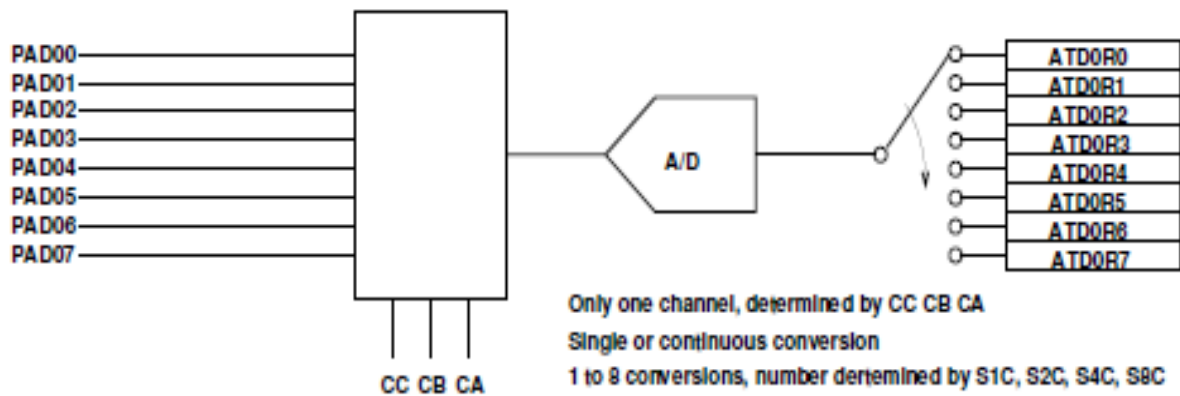 PAD00
PAD01
PAD02
PAD03
PAD04
PAD05
PAD06
PAD07
CC CB CA
A/D
ATD0R0
ATD0R1
ATD0R2
ATD0R3
ATD0R4
ATD0R5
ATD0R6
ATD0R7
Only one channel, determined by CC CB CA
Single or continuous conversion
1 to 8 conversions, number dertemined by S1C, S2C, S4C, S8C